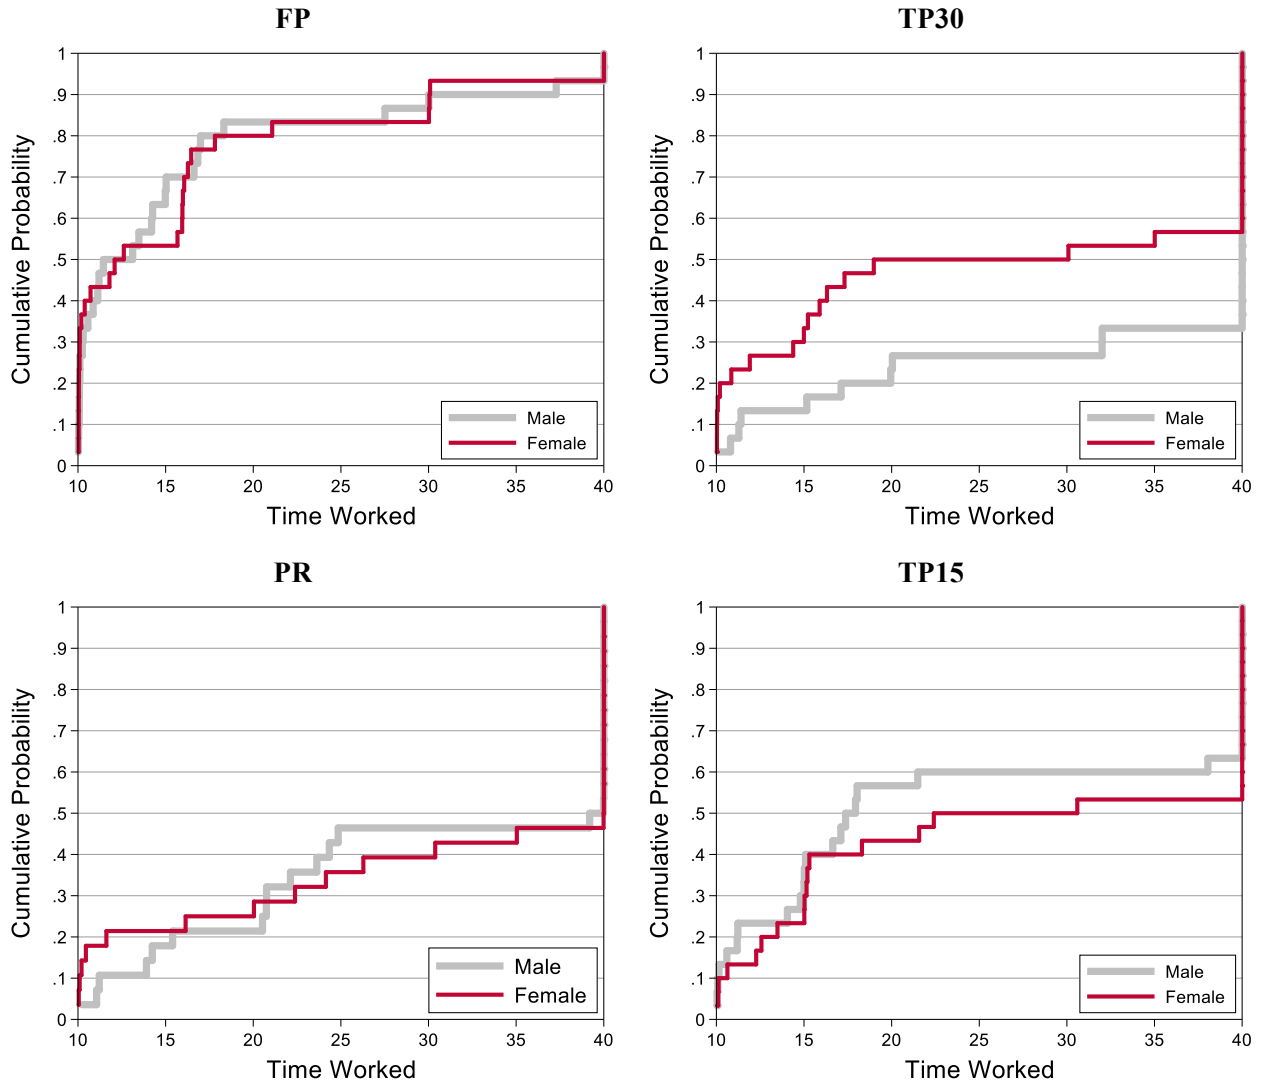 FP
Cumulative Probability
1
.9
.8
.7
.6
.5
.4
.3
.2
.1
0
Male
Female
10 15 20 25 30 35 40
Time Worked
TP30
Cumulative Probability
1
.9
.8
.7
.6
.5
.4
.3
.2
.1
0
Male
Female
10 15 20 25 30 35 40
Time Worked
PR
Cumulative Probability
1
.9
.8
.7
.6
.5
.4
.3
.2
.1
0
Male
Female
10 15 20 25 30 35 40
Time Worked
TP15
Cumulative Probability
1
.9
.8
.7
.6
.5
.4
.3
.2
.1
0
Male
Female
10 15 20 25 30 35 40
Time Worked